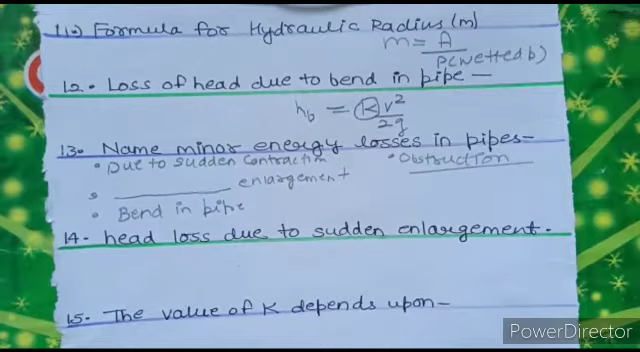 11.) Formula for Hydraulic Radius (m)
m = A
P(wetted b)
12. Loss of head due to bend in pipe —
h_b = K v²
2g
13. Name minor energy losses in pipes-
• Due to sudden contraction • Obstruction
• ________ enlargement
• Bend in pipe
14. head loss due to sudden enlargement.
15. The value of K depends upon-
PowerDirector